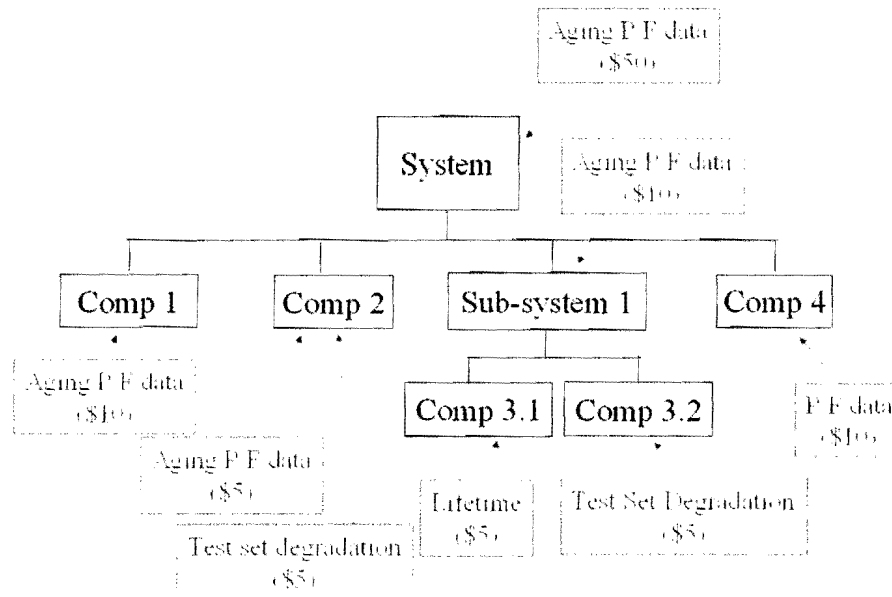 Aging P F data
($50)
System
Aging P F data
($10)
Comp 1
Comp 2
Sub-system 1
Comp 4
Aging P F data
($10)
Comp 3.1
Comp 3.2
P F data
($10)
Aging P F data
($5)
Lifetime
($5)
Test Set Degradation
($5)
Test set degradation
($5)